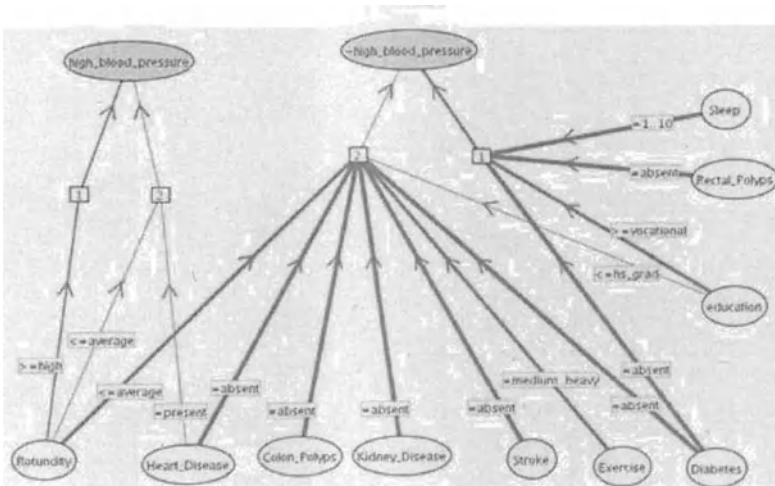 high_blood_pressure
~high_blood_pressure
Sleep
=1..10
2
1
=absent
Rectal_Polyps
1
2
>=vocational
<=hs_grad
education
<=average
>=high
<=average
=absent
=medium_heavy
=absent
=present
=absent
=absent
=absent
=absent
Rotundity
Heart_Disease
Colon_Polyps
Kidney_Disease
Stroke
Exercise
Diabetes